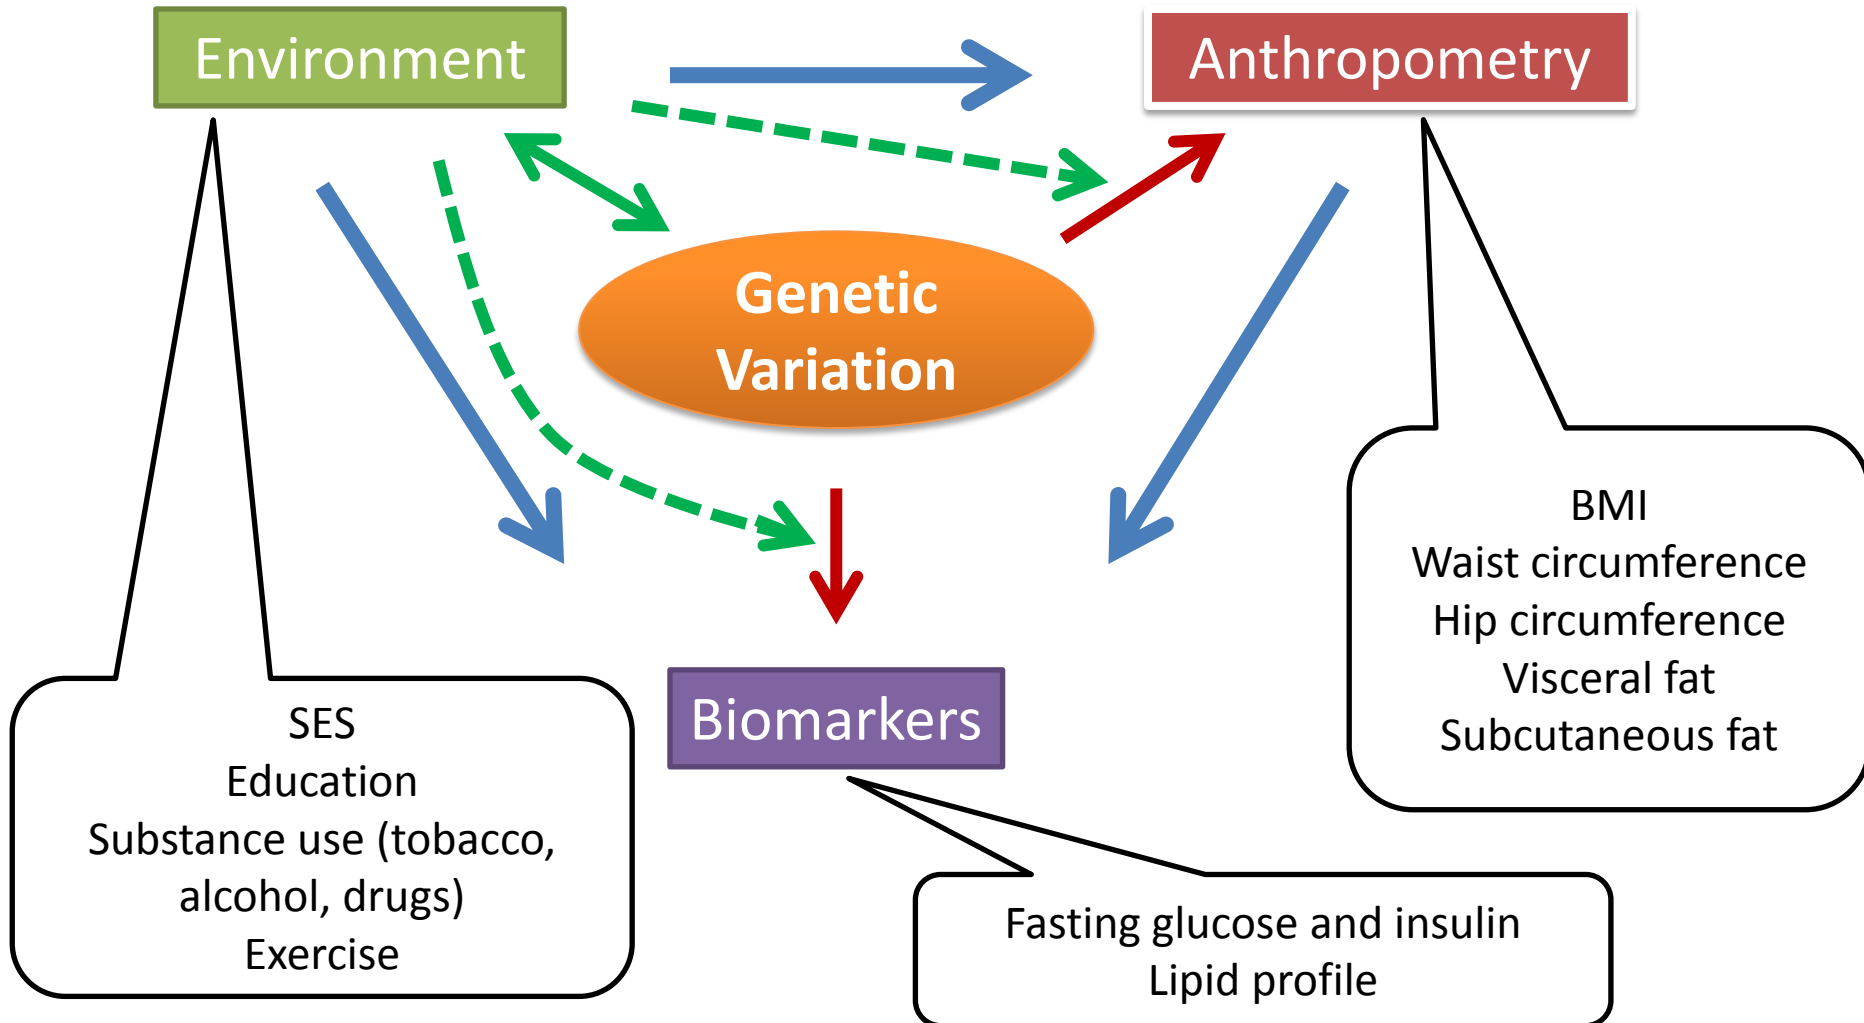 Environment
Anthropometry
Genetic
Variation
BMI
Waist circumference
Hip circumference
Visceral fat
Subcutaneous fat
Biomarkers
SES
Education
Substance use (tobacco,
alcohol, drugs)
Exercise
Fasting glucose and insulin
Lipid profile